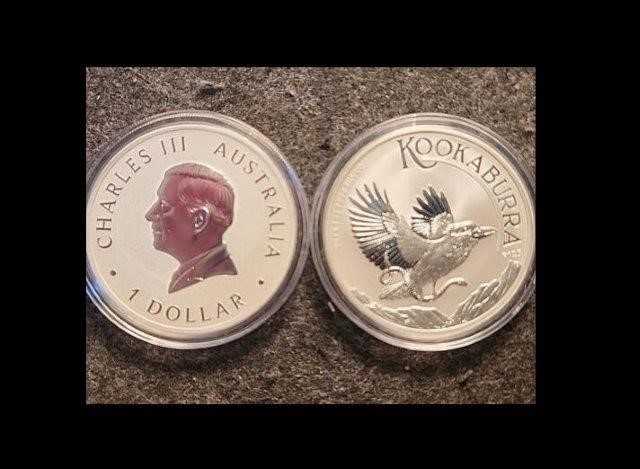 CHARLES III AUSTRALIA
1 DOLLAR
KOOKABURRA